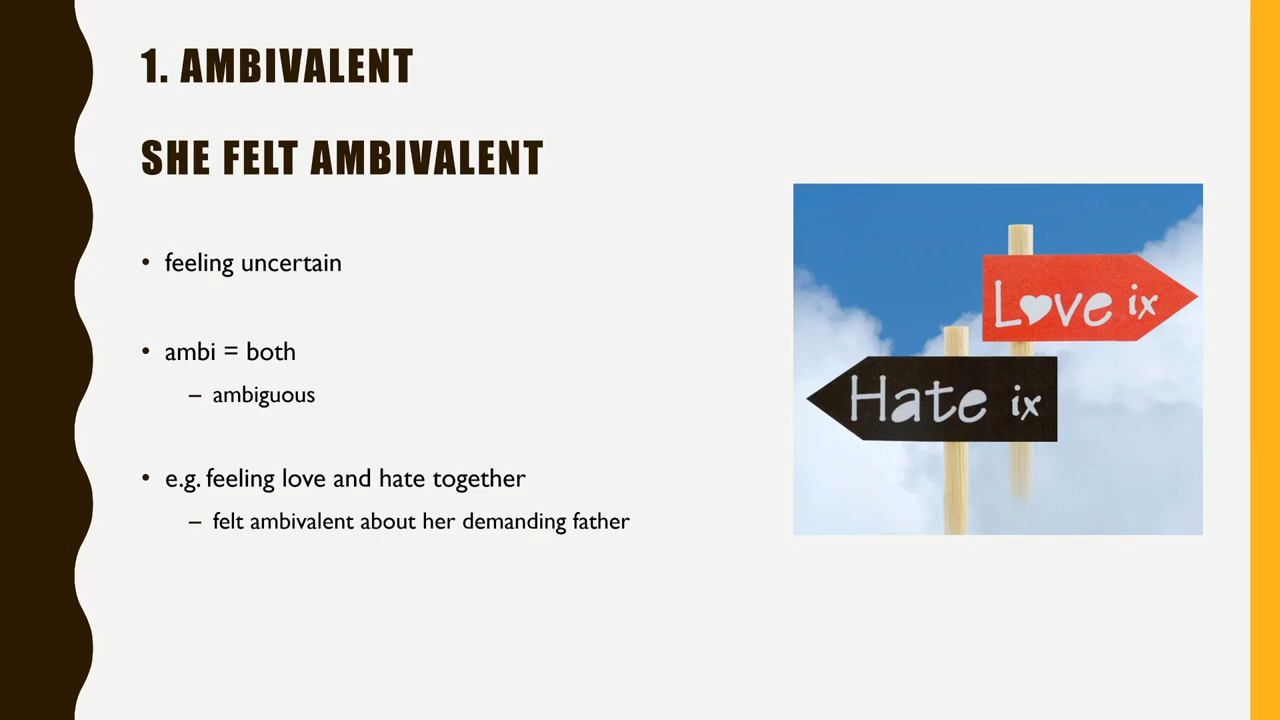 1. AMBIVALENT
SHE FELT AMBIVALENT
• feeling uncertain
• ambi = both
– ambiguous
• e.g. feeling love and hate together
– felt ambivalent about her demanding father
Love ix
Hate ix